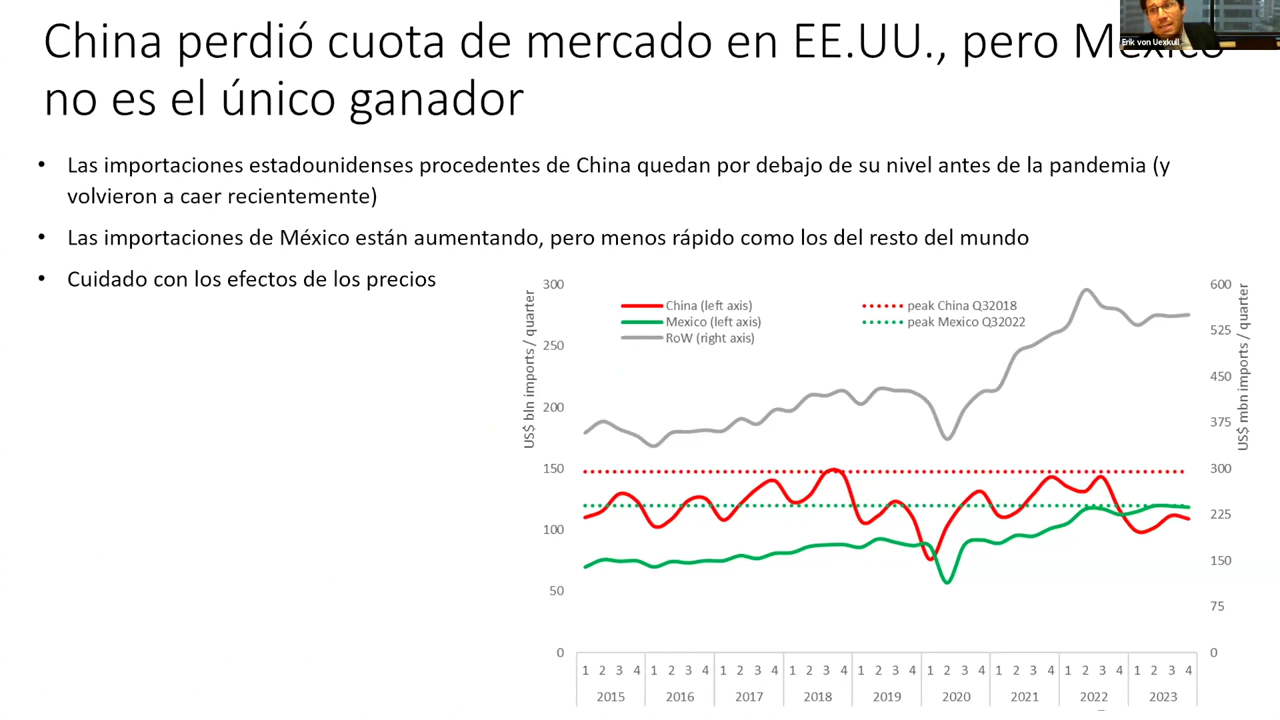 China perdió cuota de mercado en EE.UU., pero México
no es el único ganador
Erik von Uexkull
• Las importaciones estadounidenses procedentes de China quedan por debajo de su nivel antes de la pandemia (y
volvieron a caer recientemente)
• Las importaciones de México están aumentando, pero menos rápido como los del resto del mundo
• Cuidado con los efectos de los precios
US$ bln imports / quarter
300
250
200
150
100
50
0
China (left axis)
Mexico (left axis)
RoW (right axis)
peak China Q32018
peak Mexico Q32022
600
525
450
375
300
225
150
75
0
US$ mbn imports / quarter
1 2 3 4 1 2 3 4 1 2 3 4 1 2 3 4 1 2 3 4 1 2 3 4 1 2 3 4 1 2 3 4 1 2 3 4
2015 2016 2017 2018 2019 2020 2021 2022 2023